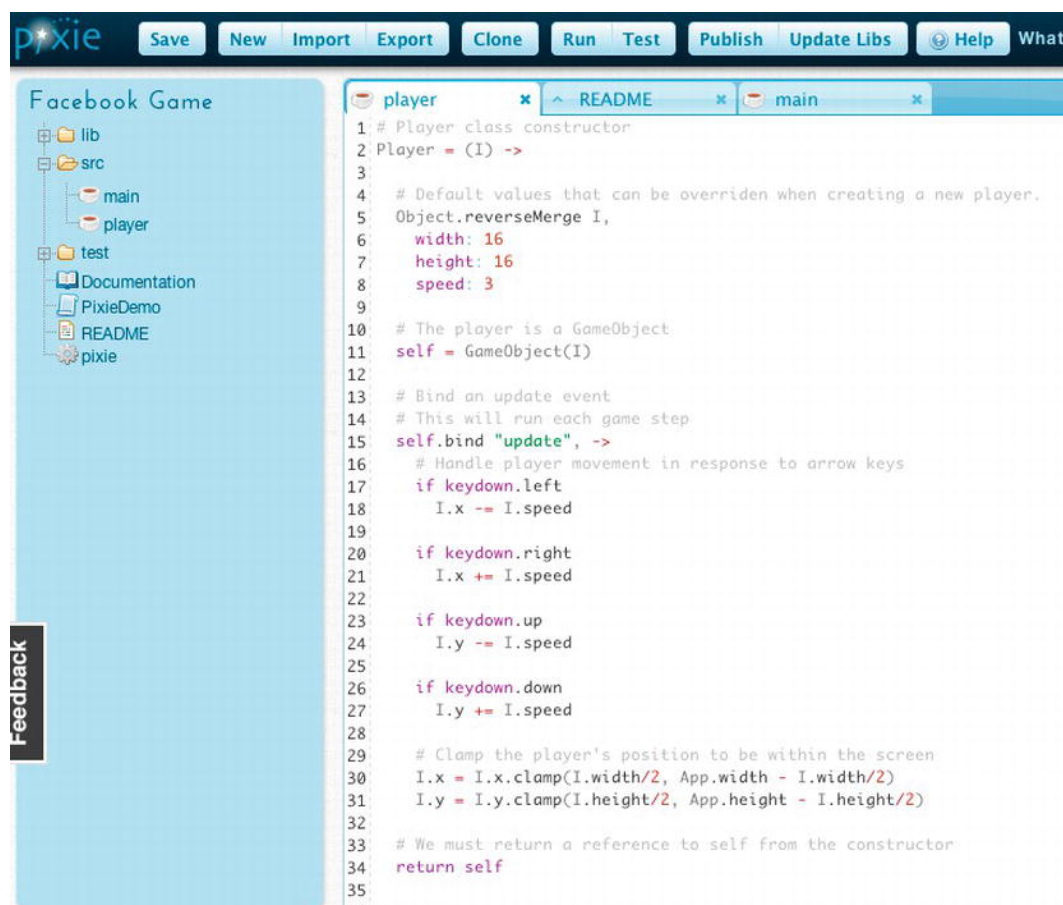 pixie
Save New Import Export Clone Run Test Publish Update Libs Help What
Facebook Game
lib
src
main
player
test
Documentation
PixieDemo
README
pixie
Feedback
player README main
1 # Player class constructor
2 Player = (I) ->
3
4 # Default values that can be overriden when creating a new player.
5 Object.reverseMerge I,
6 width: 16
7 height: 16
8 speed: 3
9
10 # The player is a GameObject
11 self = GameObject(I)
12
13 # Bind an update event
14 # This will run each game step
15 self.bind "update", ->
16 # Handle player movement in response to arrow keys
17 if keydown.left
18 I.x -= I.speed
19
20 if keydown.right
21 I.x += I.speed
22
23 if keydown.up
24 I.y -= I.speed
25
26 if keydown.down
27 I.y += I.speed
28
29 # Clamp the player's position to be within the screen
30 I.x = I.x.clamp(I.width/2, App.width - I.width/2)
31 I.y = I.y.clamp(I.height/2, App.height - I.height/2)
32
33 # We must return a reference to self from the constructor
34 return self
35